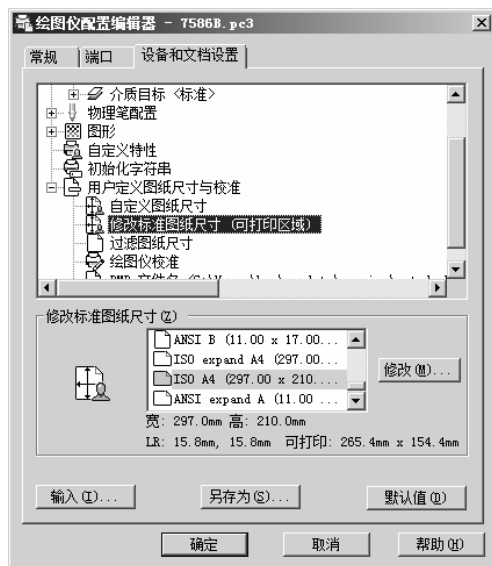 绘图仪配置编辑器 - 7586B.pc3
常规 端口 设备和文档设置
介质目标 <标准>
物理笔配置
图形
自定义特性
初始化字符串
用户定义图纸尺寸与校准
自定义图纸尺寸
修改标准图纸尺寸 (可打印区域)
过滤图纸尺寸
绘图仪校准
修改标准图纸尺寸(Z)
ANSI B (11.00 x 17.00...
ISO expand A4 (297.00...
ISO A4 (297.00 x 210....
ANSI expand A (11.00 ...
修改(M)...
宽: 297.0mm 高: 210.0mm
LR: 15.8mm, 15.8mm 可打印: 265.4mm x 154.4mm
输入(I)... 另存为(S)... 默认值(D)
确定 取消 帮助(H)